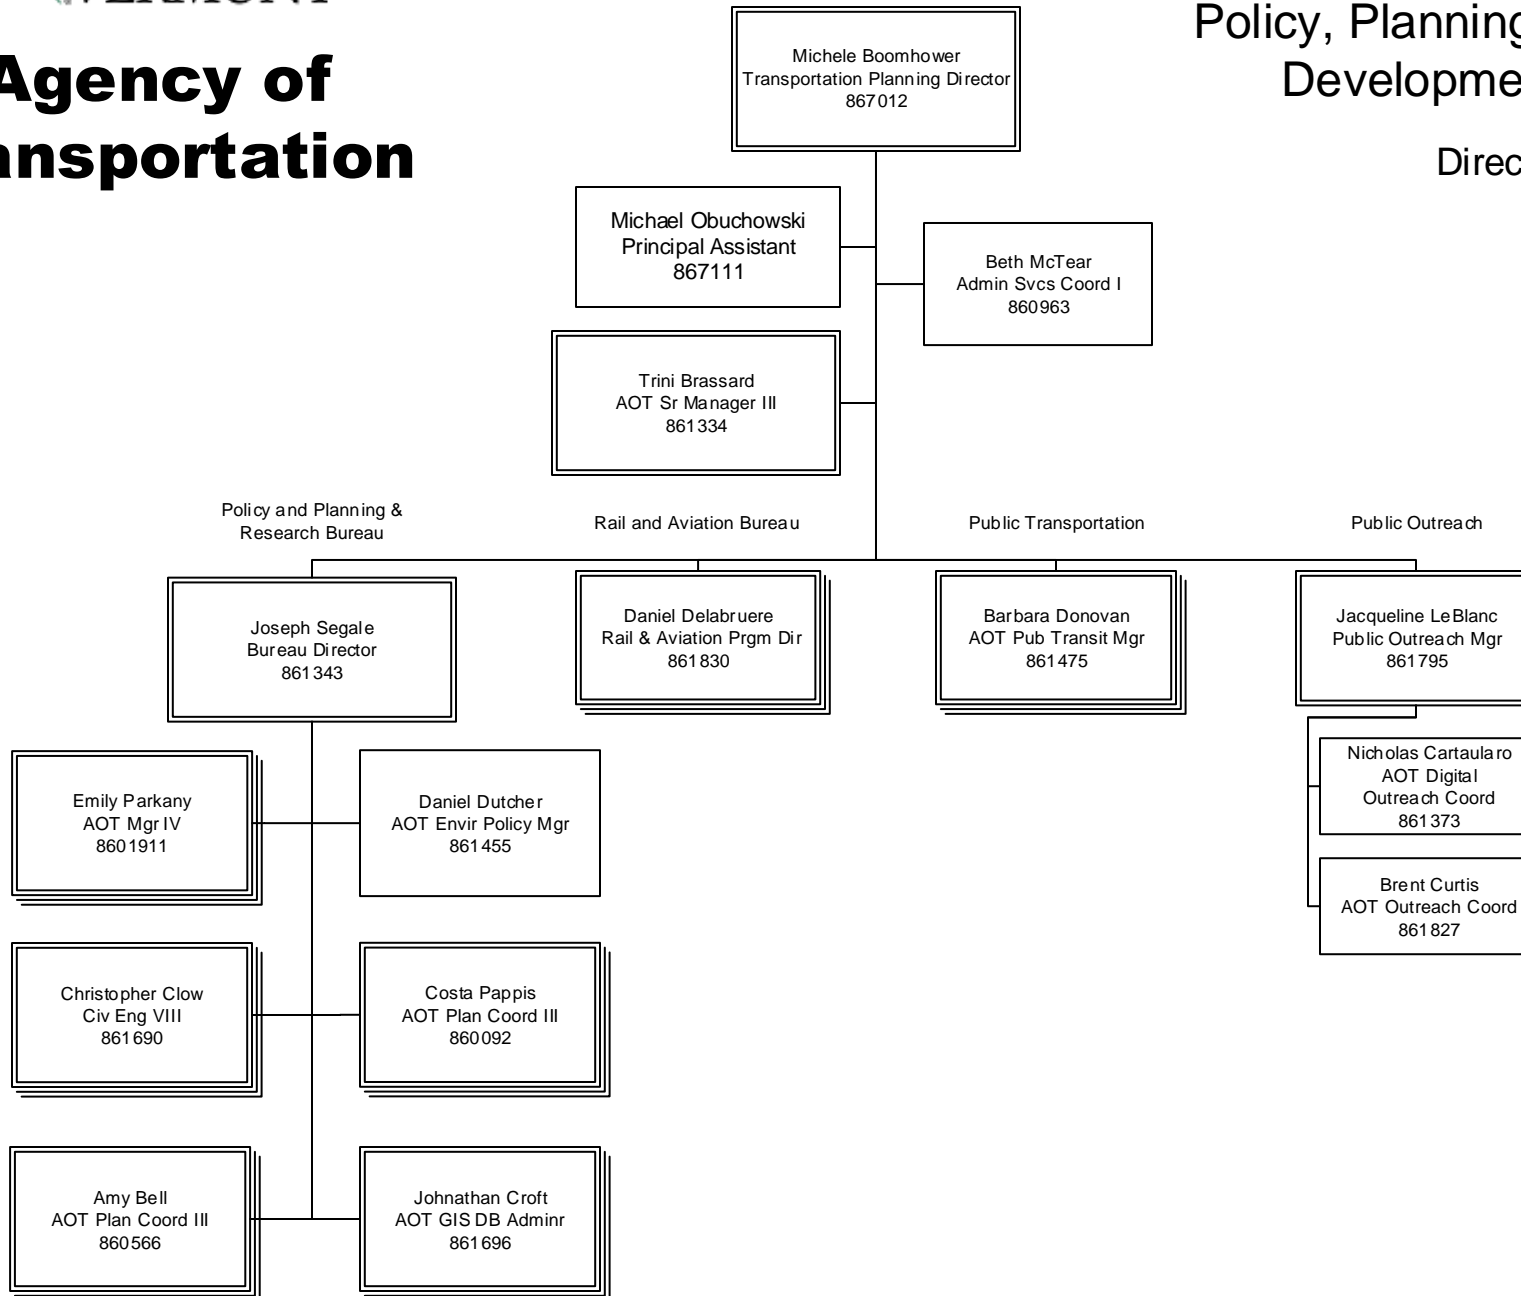 VERMONT
Agency of
ansportation
Policy, Planning
Developme
Direc
Michele Boomhower
Transportation Planning Director
867012
Michael Obuchowski
Principal Assistant
867111
Beth McTear
Admin Svcs Coord I
860963
Trini Brassard
AOT Sr Manager III
861334
Policy and Planning &
Research Bureau
Rail and Aviation Bureau
Public Transportation
Public Outreach
Joseph Segale
Bureau Director
861343
Daniel Delabruere
Rail & Aviation Prgm Dir
861830
Barbara Donovan
AOT Pub Transit Mgr
861475
Jacqueline LeBlanc
Public Outreach Mgr
861795
Emily Parkany
AOT Mgr IV
8601911
Daniel Dutcher
AOT Envir Policy Mgr
861455
Nicholas Cartaularo
AOT Digital
Outreach Coord
861373
Brent Curtis
AOT Outreach Coord
861827
Christopher Clow
Civ Eng VIII
861690
Costa Pappis
AOT Plan Coord III
860092
Amy Bell
AOT Plan Coord III
860566
Johnathan Croft
AOT GIS DB Adminr
861696